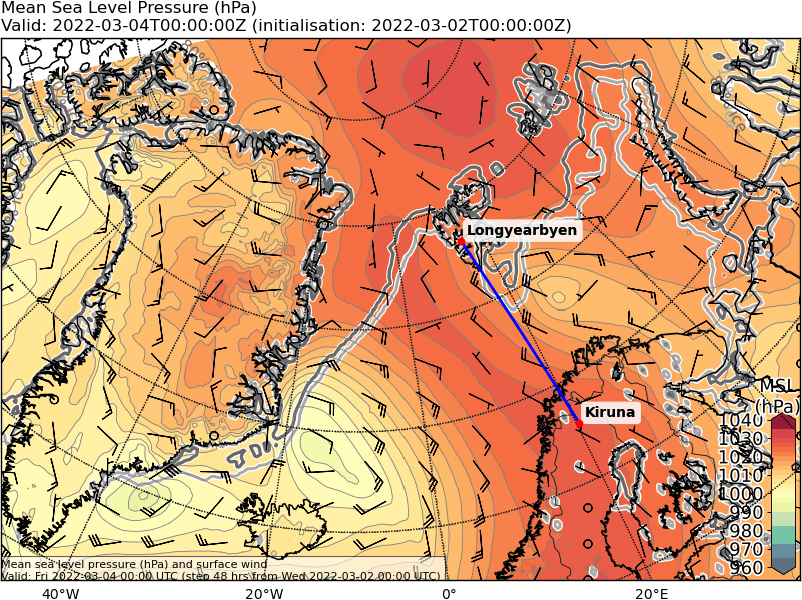 Mean Sea Level Pressure (hPa)
Valid: 2022-03-04T00:00:00Z (initialisation: 2022-03-02T00:00:00Z)
Longyearbyen
Kiruna
MSL
(hPa)
1040
1030
1020
1010
1000
990
980
970
960
Mean sea level pressure (hPa) and surface wind
Valid: Fri 2022-03-04 00:00 UTC (step 48 hrs from Wed 2022-03-02 00:00 UTC)
40°W
20°W
0°
20°E